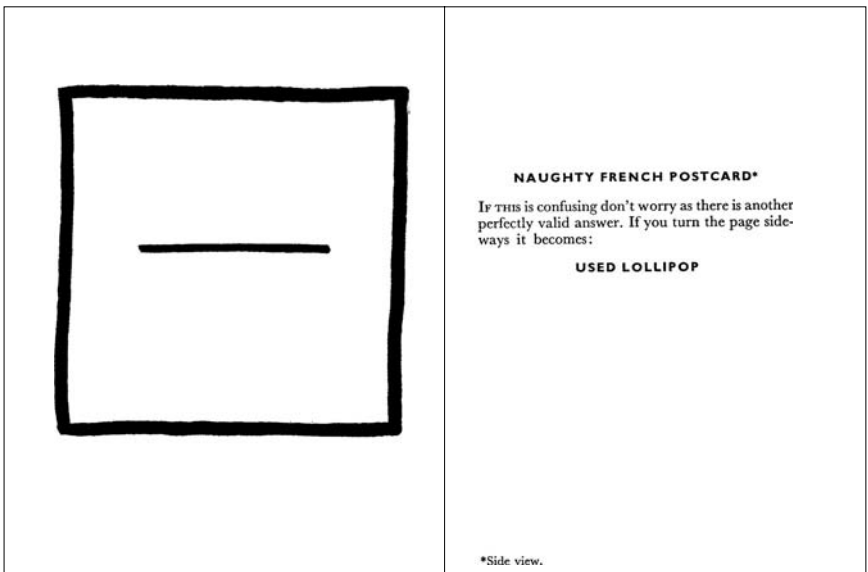 NAUGHTY FRENCH POSTCARD*
IF THIS is confusing don't worry as there is another
perfectly valid answer. If you turn the page side-
ways it becomes:
USED LOLLIPOP
*Side view.